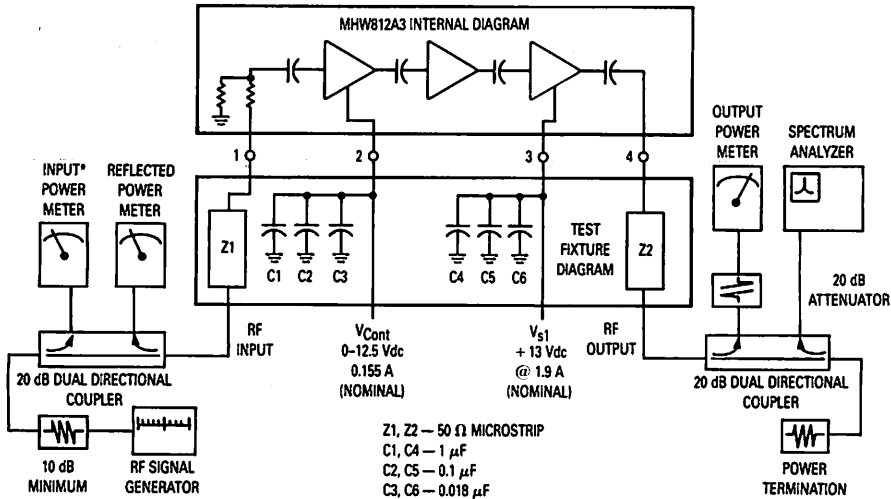 MHW812A3 INTERNAL DIAGRAM
1
2
3
4
INPUT*
POWER
METER
REFLECTED
POWER
METER
OUTPUT
POWER
METER
SPECTRUM
ANALYZER
Z1
C1
C2
C3
C4
C5
C6
TEST
FIXTURE
DIAGRAM
Z2
20 dB
ATTENUATOR
RF
INPUT
VCont
0–12.5 Vdc
0.155 A
(NOMINAL)
Vs1
+ 13 Vdc
@ 1.9 A
(NOMINAL)
RF
OUTPUT
20 dB DUAL DIRECTIONAL
COUPLER
20 dB DUAL DIRECTIONAL
COUPLER
10 dB
MINIMUM
RF SIGNAL
GENERATOR
Z1, Z2 — 50 Ω MICROSTRIP
C1, C4 — 1 μF
C2, C5 — 0.1 μF
C3, C6 — 0.018 μF
POWER
TERMINATION